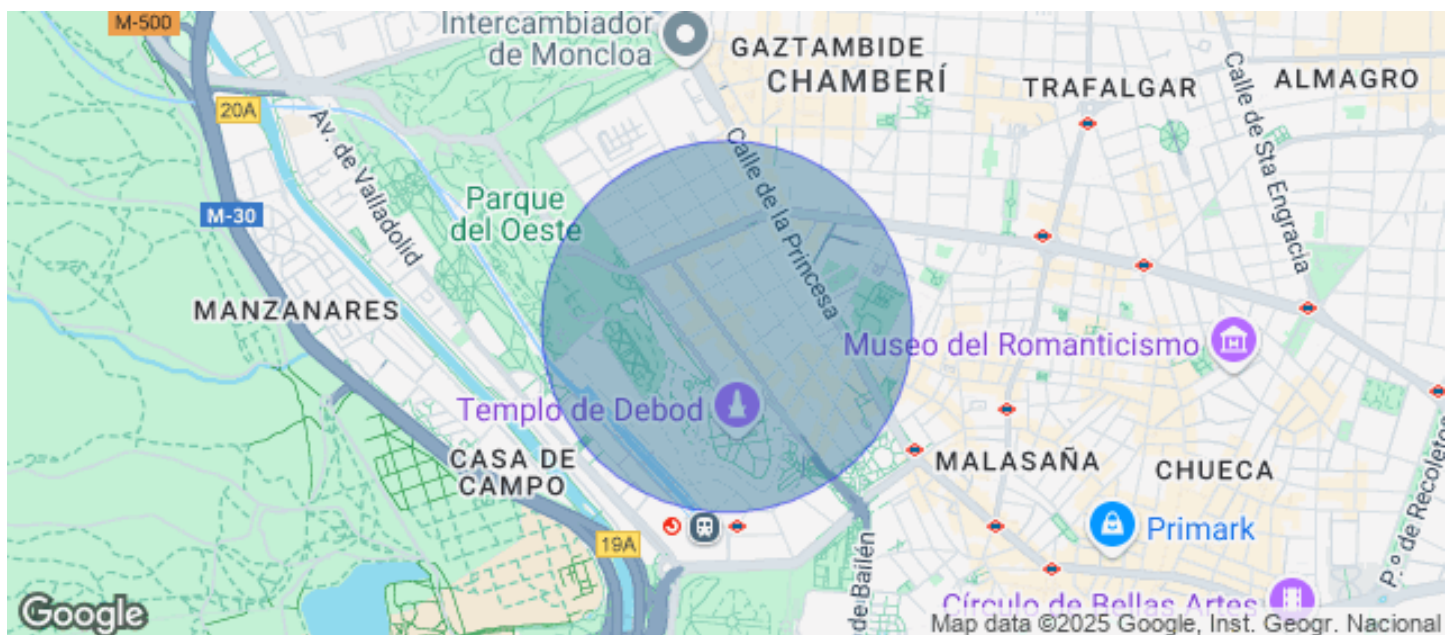 M-500
Intercambiador
de Moncloa
GAZTAMBIDE
CHAMBERÍ
TRAFALGAR
ALMAGRO
20A
Av. de Valladolid
Calle de la Princesa
Calle de Sta Engracia
M-30
Parque
del Oeste
MANZANARES
Museo del Romanticismo
Templo de Debod
CASA DE
CAMPO
MALASAÑA
CHUECA
19A
Primark
de Bailén
P.º de Recoletos
Círculo de Bellas Artes
Google
Map data ©2025 Google, Inst. Geogr. Nacional